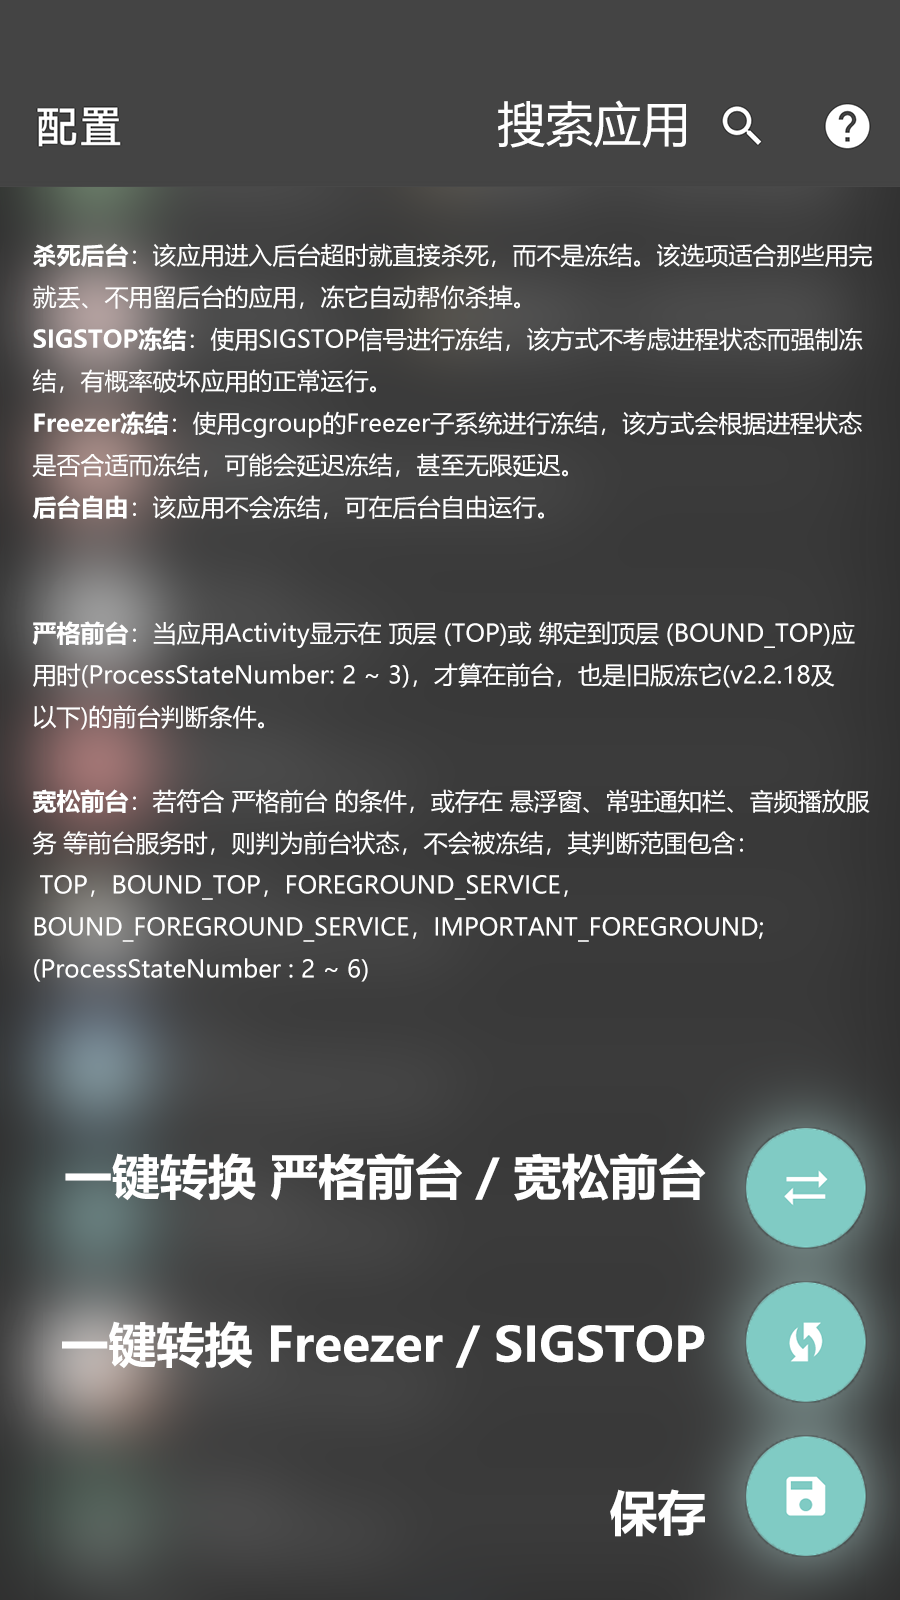 配置 搜索应用
杀死后台：该应用进入后台超时就直接杀死，而不是冻结。该选项适合那些用完
就丢、不用留后台的应用，冻它自动帮你杀掉。
SIGSTOP冻结：使用SIGSTOP信号进行冻结，该方式不考虑进程状态而强制冻
结，有概率破坏应用的正常运行。
Freezer冻结：使用cgroup的Freezer子系统进行冻结，该方式会根据进程状态
是否合适而冻结，可能会延迟冻结，甚至无限延迟。
后台自由：该应用不会冻结，可在后台自由运行。
严格前台：当应用Activity显示在 顶层 (TOP)或 绑定到顶层 (BOUND_TOP)应
用时(ProcessStateNumber: 2 ~ 3)，才算在前台，也是旧版冻它(v2.2.18及
以下)的前台判断条件。
宽松前台：若符合 严格前台 的条件，或存在 悬浮窗、常驻通知栏、音频播放服
务 等前台服务时，则判为前台状态，不会被冻结，其判断范围包含：
TOP，BOUND_TOP，FOREGROUND_SERVICE，
BOUND_FOREGROUND_SERVICE，IMPORTANT_FOREGROUND;
(ProcessStateNumber : 2 ~ 6)
一键转换 严格前台 / 宽松前台
一键转换 Freezer / SIGSTOP
保存